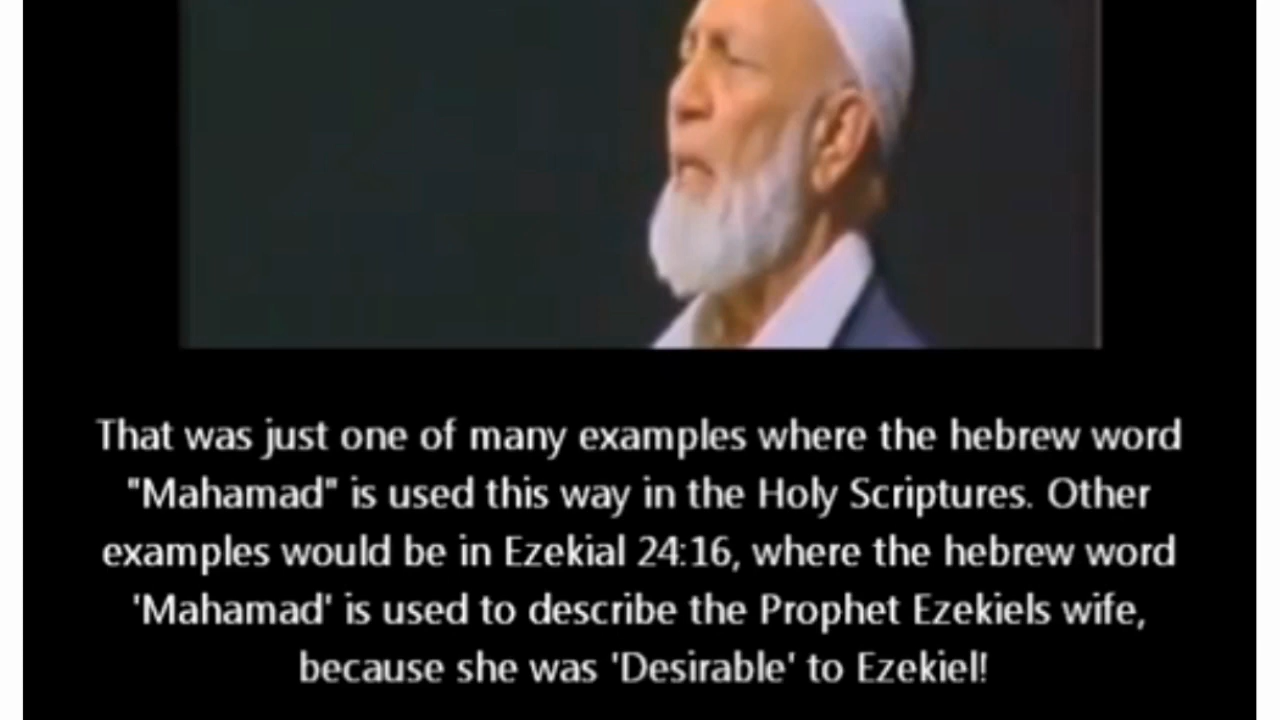 That was just one of many examples where the hebrew word
"Mahamad" is used this way in the Holy Scriptures. Other
examples would be in Ezekial 24:16, where the hebrew word
'Mahamad' is used to describe the Prophet Ezekiels wife,
because she was 'Desirable' to Ezekiel!